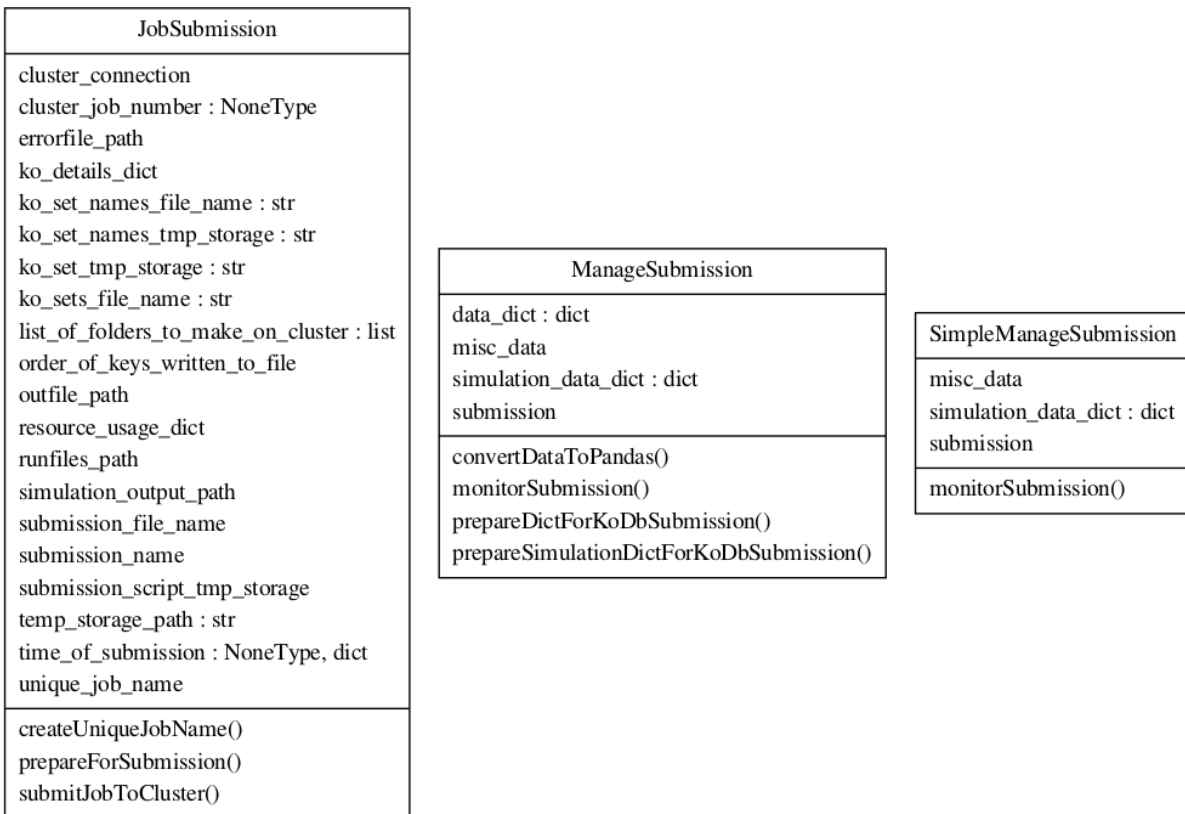 JobSubmission
cluster_connection
cluster_job_number : NoneType
errorfile_path
ko_details_dict
ko_set_names_file_name : str
ko_set_names_tmp_storage : str
ko_set_tmp_storage : str
ko_sets_file_name : str
list_of_folders_to_make_on_cluster : list
order_of_keys_written_to_file
outfile_path
resource_usage_dict
runfiles_path
simulation_output_path
submission_file_name
submission_name
submission_script_tmp_storage
temp_storage_path : str
time_of_submission : NoneType, dict
unique_job_name
createUniqueJobName()
prepareForSubmission()
submitJobToCluster()
ManageSubmission
data_dict : dict
misc_data
simulation_data_dict : dict
submission
convertDataToPandas()
monitorSubmission()
prepareDictForKoDbSubmission()
prepareSimulationDictForKoDbSubmission()
SimpleManageSubmission
misc_data
simulation_data_dict : dict
submission
monitorSubmission()